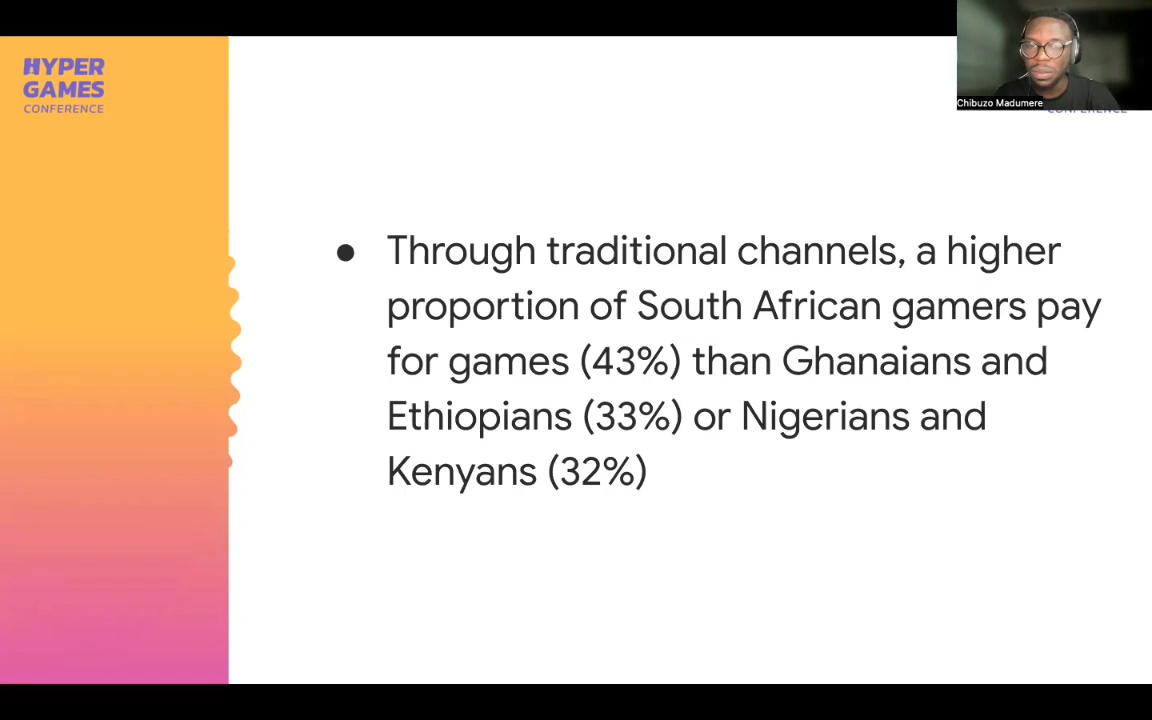 HYPER
GAMES
CONFERENCE
Chibuzo Madumere
● Through traditional channels, a higher
proportion of South African gamers pay
for games (43%) than Ghanaians and
Ethiopians (33%) or Nigerians and
Kenyans (32%)